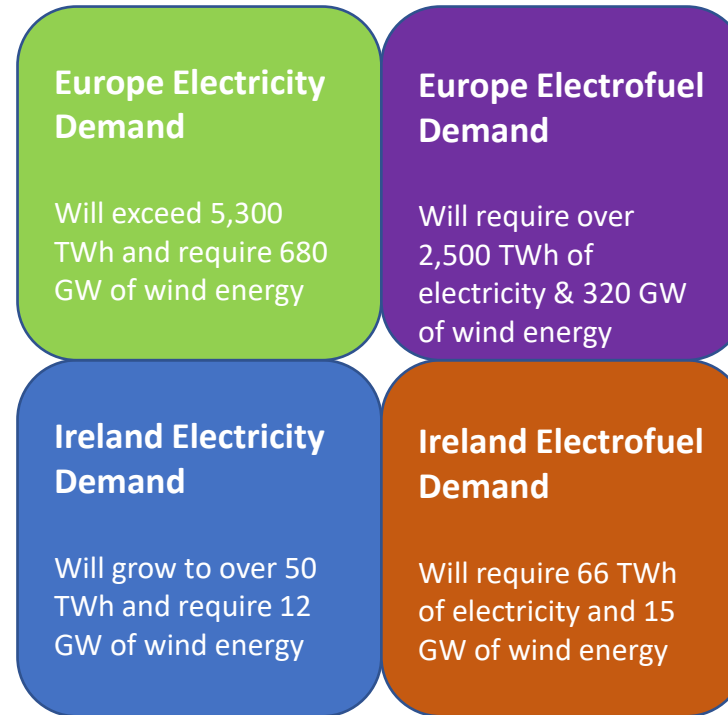 Europe Electricity
Demand
Will exceed 5,300
TWh and require 680
GW of wind energy
Europe Electrofuel
Demand
Will require over
2,500 TWh of
electricity & 320 GW
of wind energy
Ireland Electricity
Demand
Will grow to over 50
TWh and require 12
GW of wind energy
Ireland Electrofuel
Demand
Will require 66 TWh
of electricity and 15
GW of wind energy